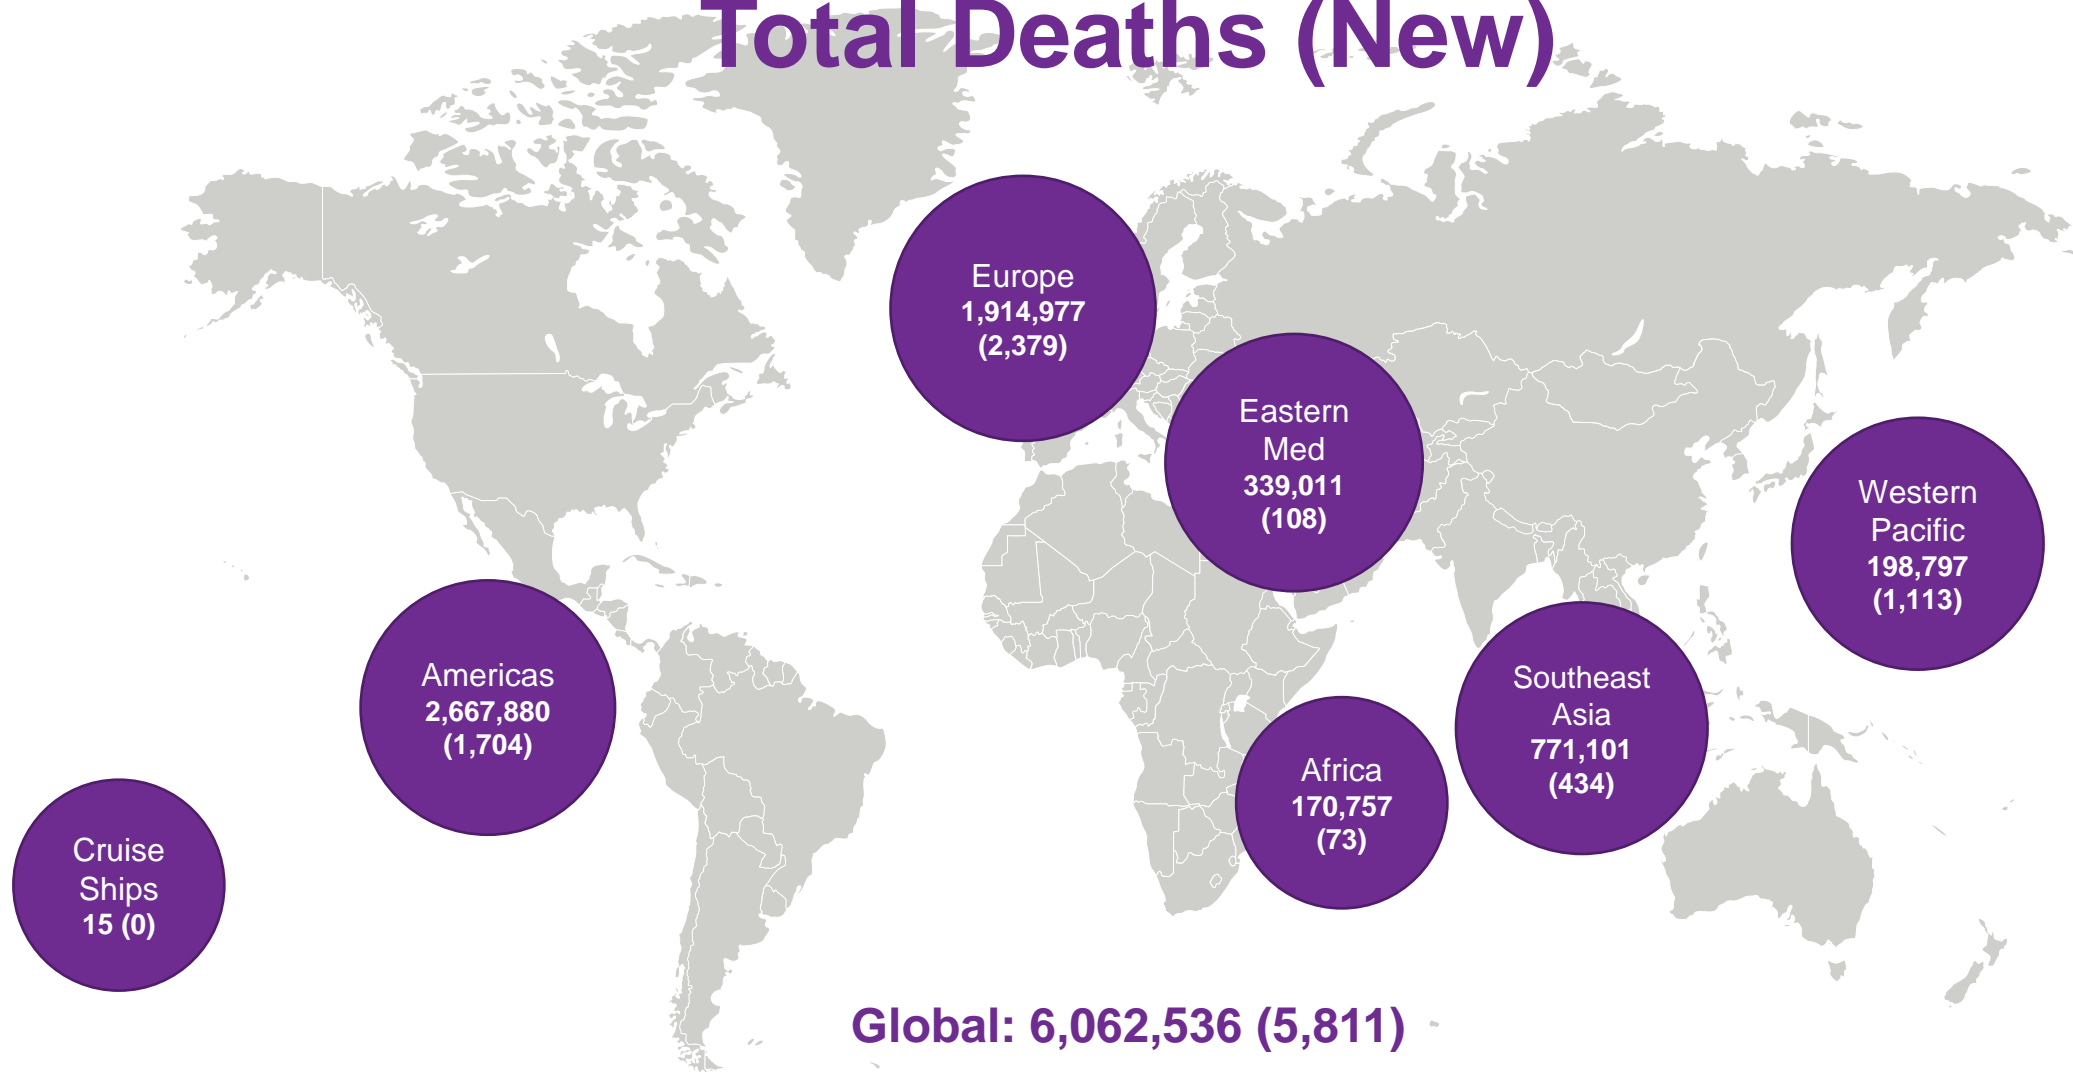 Total Deaths (New)
Europe
1,914,977
(2,379)
Eastern
Med
339,011
(108)
Western
Pacific
198,797
(1,113)
Americas
2,667,880
(1,704)
Southeast
Asia
771,101
(434)
Africa
170,757
(73)
Cruise
Ships
15 (0)
Global: 6,062,536 (5,811)